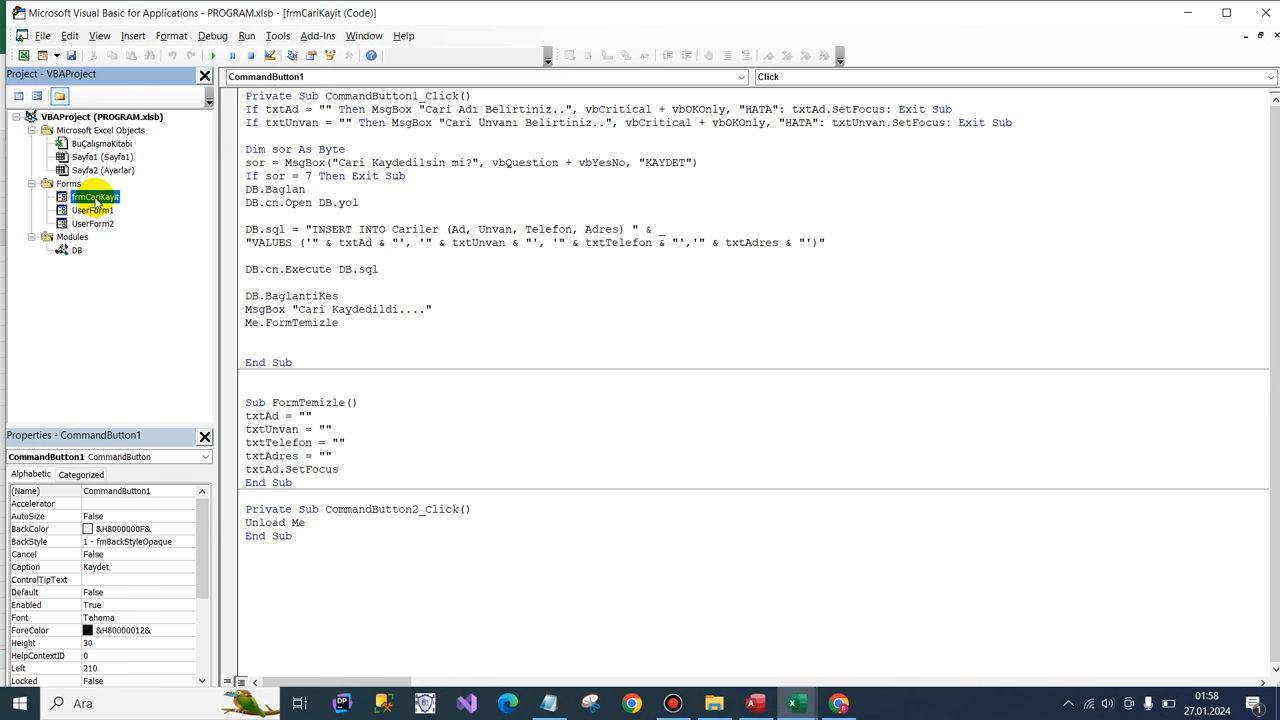 Microsoft Visual Basic for Applications - PROGRAM.xlsb - [frmCariKayit (Code)]
File Edit View Insert Format Debug Run Tools Add-Ins Window Help
Project - VBAProject
CommandButton1
Click
VBAProject (PROGRAM.xlsb)
Microsoft Excel Objects
BuÇalışmaKitabı
Sayfa1 (Sayfa1)
Sayfa2 (Ayarlar)
Forms
frmCariKayit
UserForm1
UserForm2
Modules
DB
Private Sub CommandButton1_Click()
If txtAd = "" Then MsgBox "Cari Adı Belirtiniz..", vbCritical + vbOKOnly, "HATA": txtAd.SetFocus: Exit Sub
If txtUnvan = "" Then MsgBox "Cari Unvanı Belirtiniz..", vbCritical + vbOKOnly, "HATA": txtUnvan.SetFocus: Exit Sub
Dim sor As Byte
sor = MsgBox("Cari Kaydedilsin mi?", vbQuestion + vbYesNo, "KAYDET")
If sor = 7 Then Exit Sub
DB.Baglan
DB.cn.Open DB.yol
DB.sql = "INSERT INTO Cariler (Ad, Unvan, Telefon, Adres) " & _
"VALUES ('" & txtAd & "', '" & txtUnvan & "', '" & txtTelefon & "','" & txtAdres & "')"
DB.cn.Execute DB.sql
DB.BaglantiKes
MsgBox "Cari Kaydedildi...."
Me.FormTemizle
End Sub
Sub FormTemizle()
txtAd = ""
txtUnvan = ""
txtTelefon = ""
txtAdres = ""
txtAd.SetFocus
End Sub
Private Sub CommandButton2_Click()
Unload Me
End Sub
Properties - CommandButton1
CommandButton1 CommandButton
Alphabetic Categorized
(Name) CommandButton1
Accelerator
AutoSize False
BackColor &H8000000F&
BackStyle 1 - fmBackStyleOpaque
Cancel False
Caption Kaydet
ControlTipText
Default False
Enabled True
Font Tahoma
ForeColor &H80000012&
Height 30
HelpContextID 0
Left 210
Locked False
Ara
DP
01:58
27.01.2024